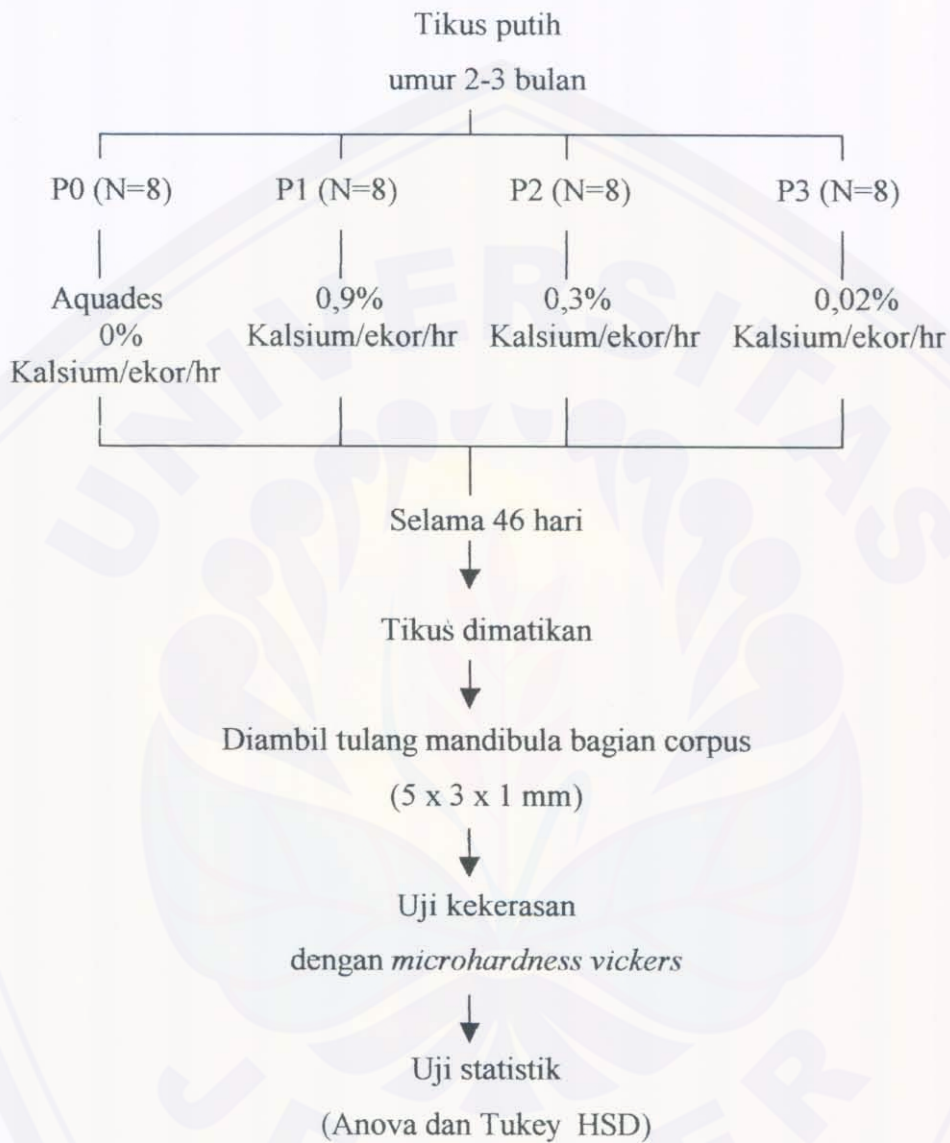 Tikus putih
umur 2-3 bulan
P0 (N=8) P1 (N=8) P2 (N=8) P3 (N=8)
Aquades 0,9% 0,3% 0,02%
0% Kalsium/ekor/hr Kalsium/ekor/hr Kalsium/ekor/hr
Kalsium/ekor/hr
Selama 46 hari
Tikus dimatikan
Diambil tulang mandibula bagian corpus
(5 x 3 x 1 mm)
Uji kekerasan
dengan microhardness vickers
Uji statistik
(Anova dan Tukey HSD)
UNIVERSITAS